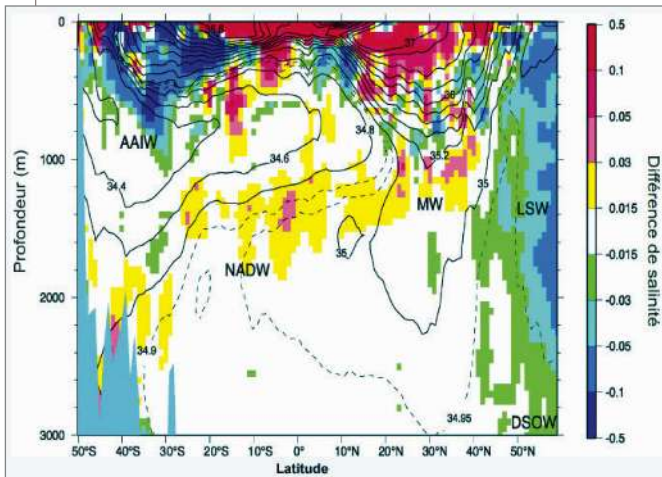 0
1000
2000
3000
Profondeur (m)
50°S
40°S
30°S
20°S
10°S
0°
10°N
20°N
30°N
40°N
50°N
Latitude
AAIW
NADW
MW
LSW
DSOW
34.4
34.6
34.8
34.9
34.95
35
35
35.2
36
37
0.5
0.1
0.05
0.03
0.015
-0.015
-0.03
-0.05
-0.1
-0.5
Différence de salinité